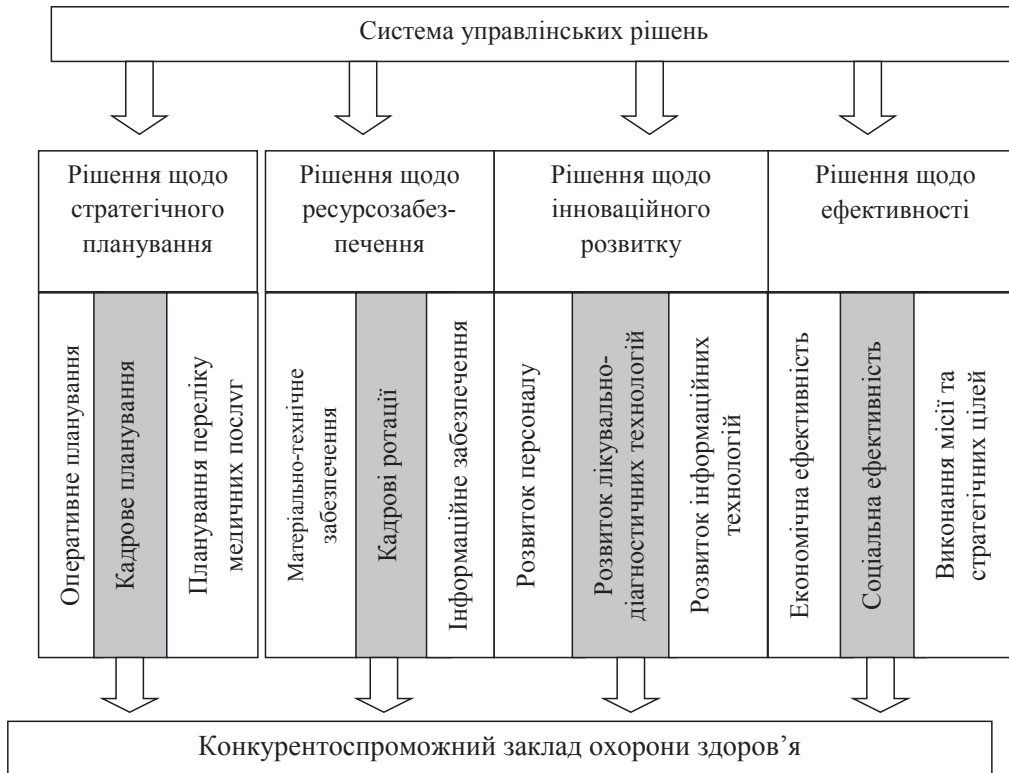 Система управлінських рішень
Рішення щодо
стратегічного
планування
Рішення щодо
ресурсозабез-
печення
Рішення щодо
інноваційного
розвитку
Рішення щодо
ефективності
Оперативне планування
Кадрове планування
Планування переліку
медичних послуг
Матеріально-технічне
забезпечення
Кадрові ротації
Інформаційне забезпечення
Розвиток персоналу
Розвиток лікувально-
діагностичних технологій
Розвиток інформаційних
технологій
Економічна ефективність
Соціальна ефективність
Виконання місії та
стратегічних цілей
Конкурентоспроможний заклад охорони здоров’я